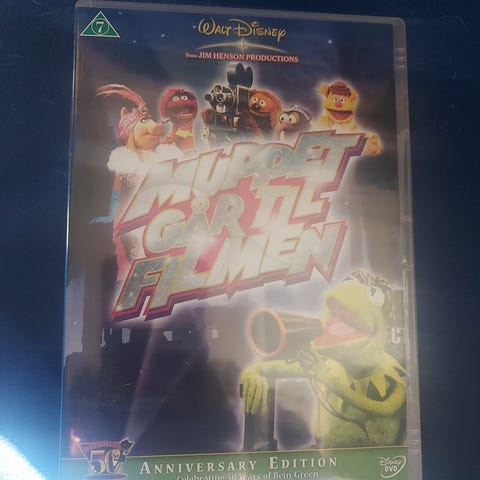 7
WALT DISNEY
from JIM HENSON PRODUCTIONS
MUPPET
GÅR TIL
FILMEN
50
ANNIVERSARY EDITION
Celebrating 50 Years of Bein Green
Disney
DVD